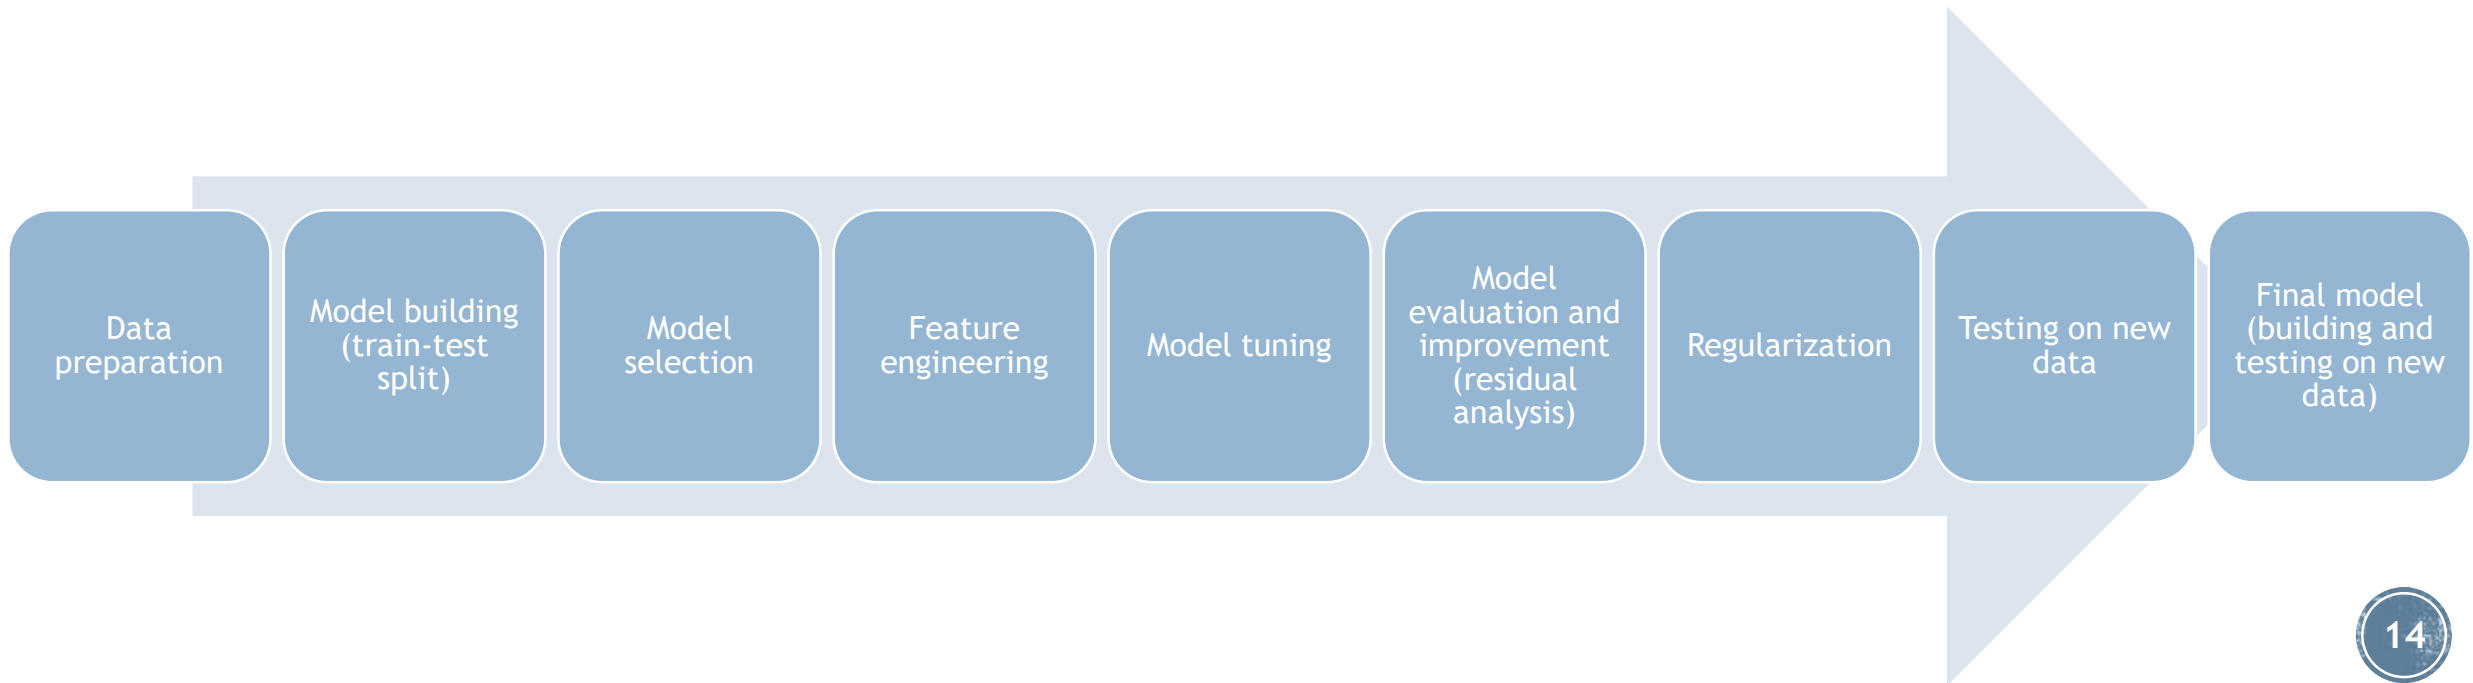 Data
preparation
Model building
(train-test
split)
Model
selection
Feature
engineering
Model tuning
Model
evaluation and
improvement
(residual
analysis)
Regularization
Testing on new
data
Final model
(building and
testing on new
data)
14